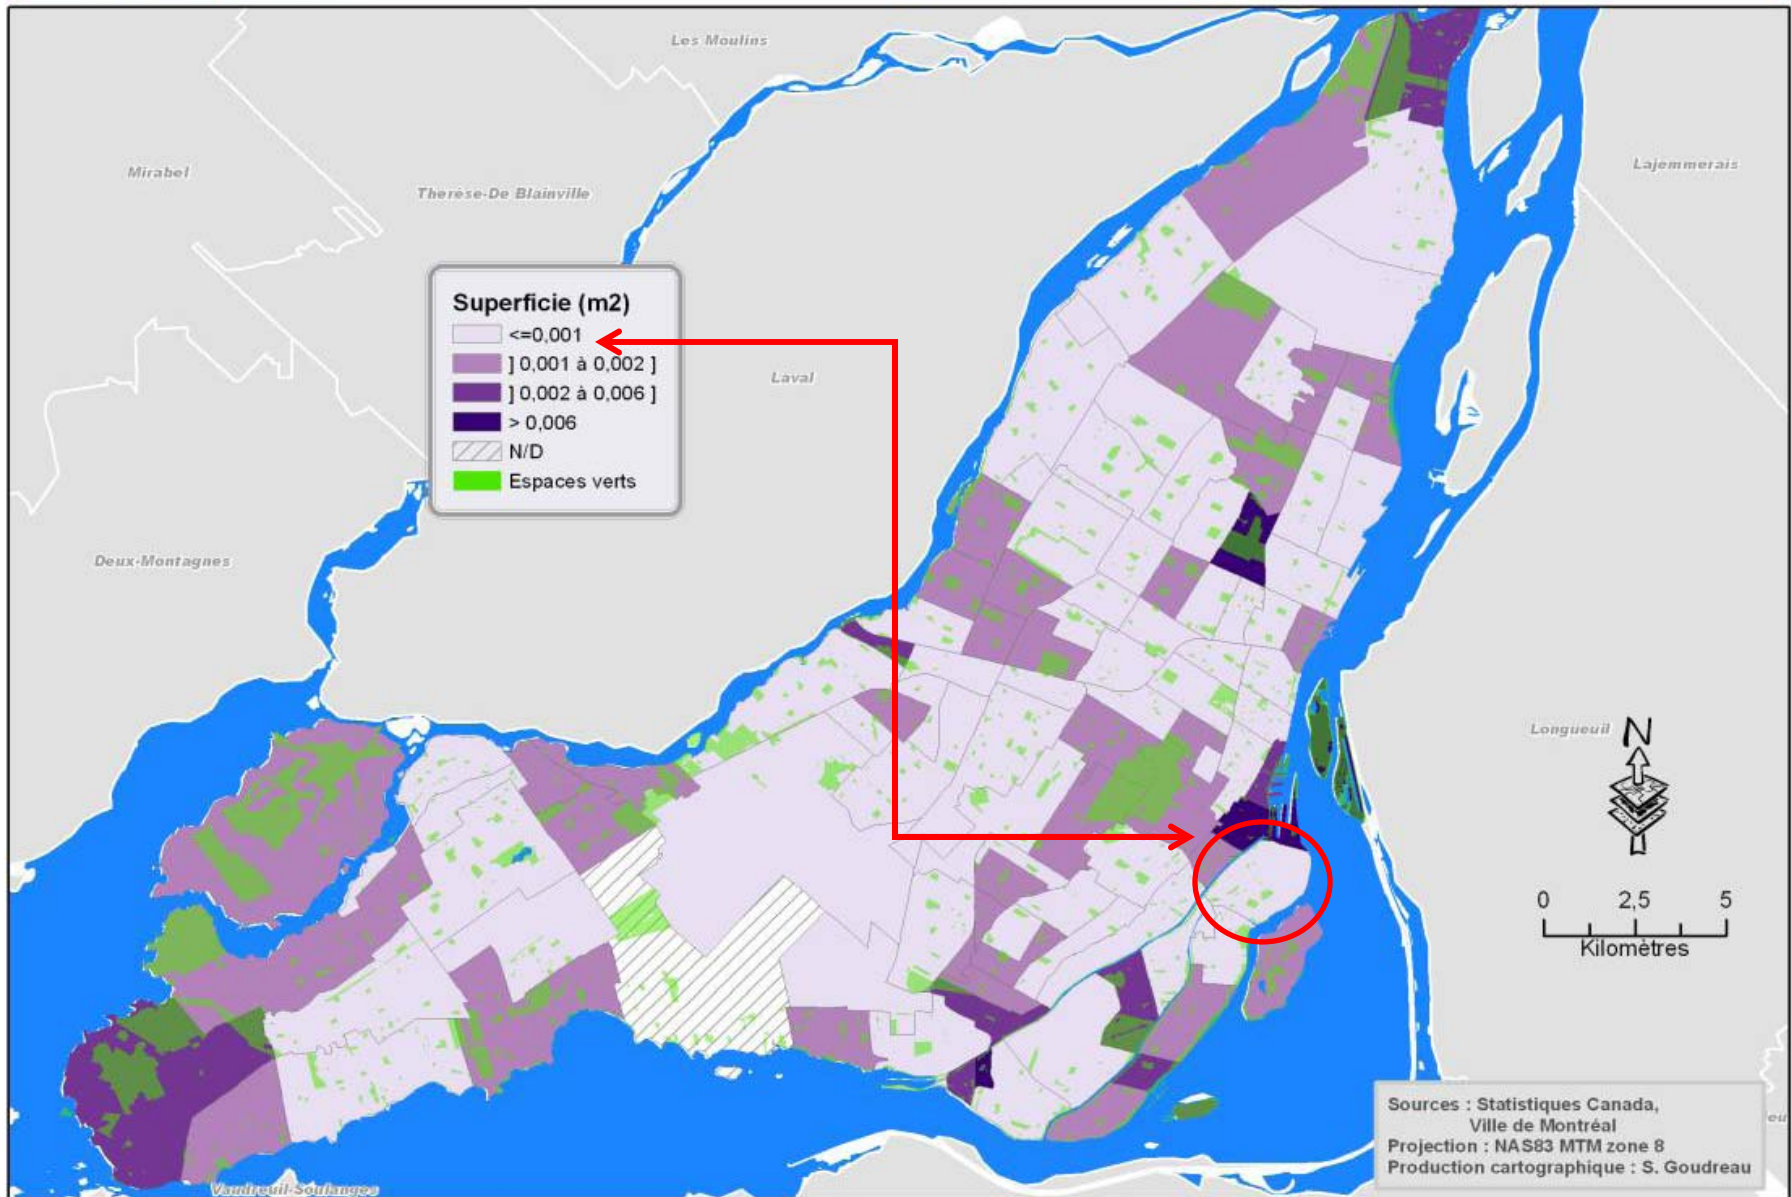 Les Moulins
Mirabel
Therèse-De Blainville
Lajemmerais
Superficie (m2)
<=0,001
] 0,001 à 0,002 ]
] 0,002 à 0,006 ]
> 0,006
N/D
Espaces verts
Laval
Deux-Montagnes
Longueuil
N
0 2,5 5
Kilomètres
Sources : Statistiques Canada,
Ville de Montréal
Projection : NAS83 MTM zone 8
Production cartographique : S. Goudreau
Vaudreuil-Soulanges